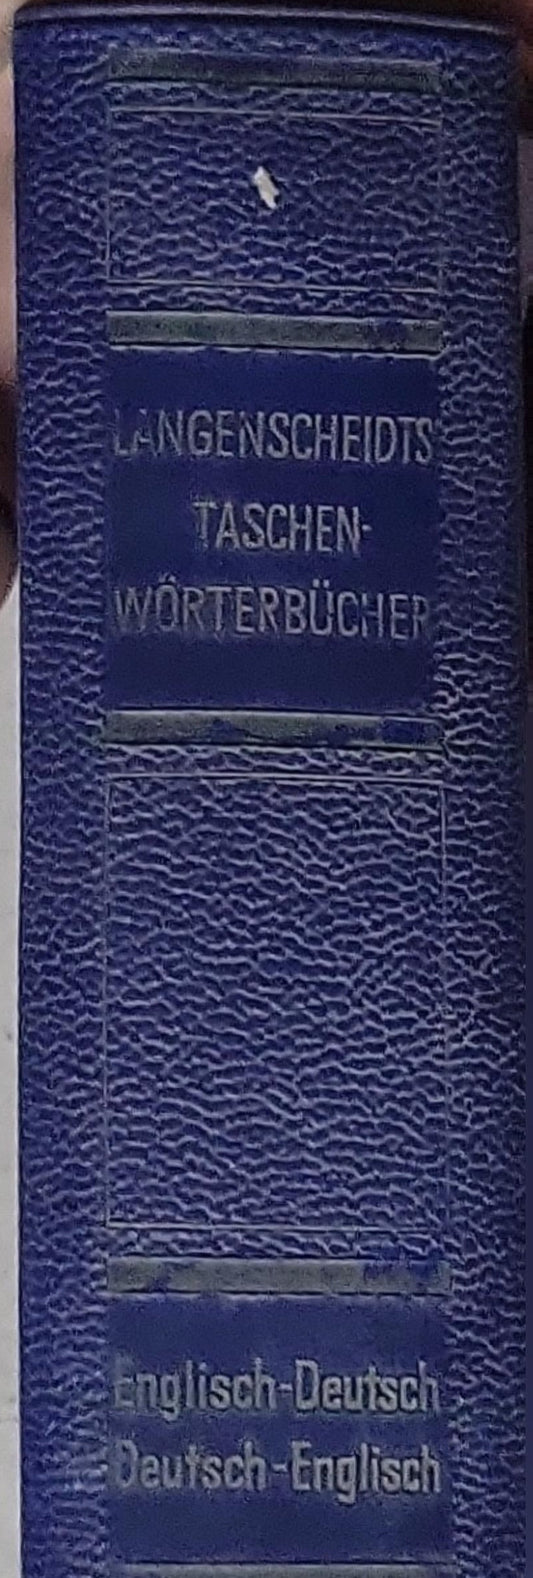 LANGENSCHEIDTS
TASCHEN-
WÖRTERBÜCHER
Englisch-Deutsch
Deutsch-Englisch